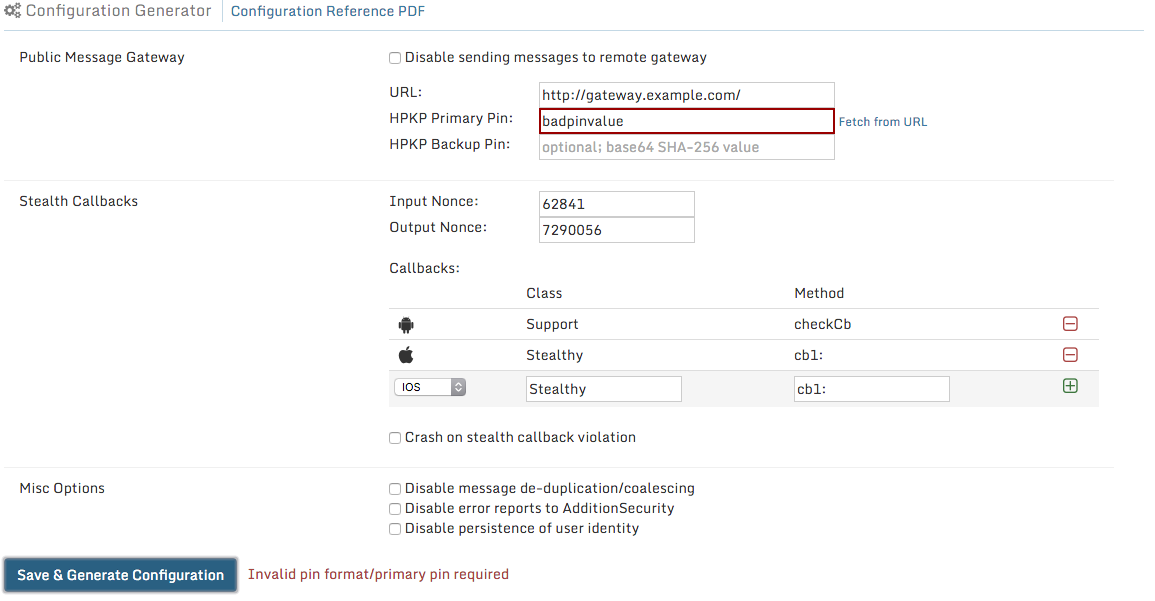 Configuration Generator Configuration Reference PDF
Public Message Gateway Disable sending messages to remote gateway
URL: http://gateway.example.com/
HPKP Primary Pin: badpinvalue Fetch from URL
HPKP Backup Pin: optional; base64 SHA-256 value
Stealth Callbacks Input Nonce: 62841
Output Nonce: 7290056
Callbacks:
Class Method
Support checkCb
Stealthy cb1:
IOS Stealthy cb1:
Crash on stealth callback violation
Misc Options Disable message de-duplication/coalescing
Disable error reports to AdditionSecurity
Disable persistence of user identity
Save & Generate Configuration Invalid pin format/primary pin required